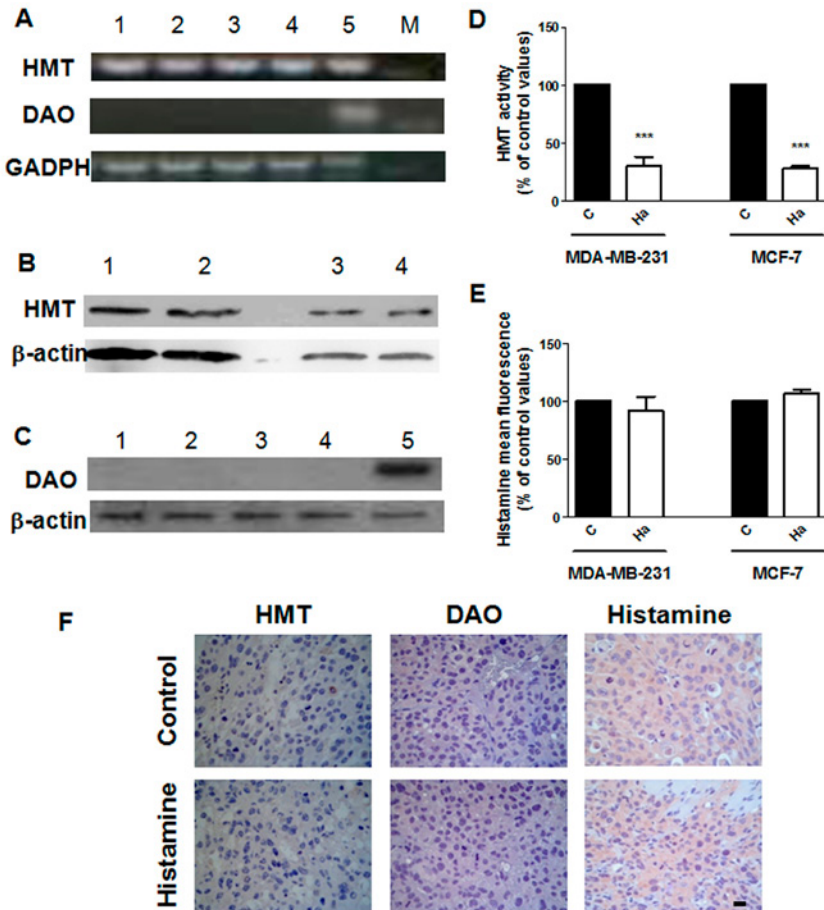 A
1 2 3 4 5 M
HMT
DAO
GADPH
B
1 2 3 4
HMT
β-actin
C
1 2 3 4 5
DAO
β-actin
D
HMT activity
(% of control values)
150
100
50
0
***
***
C Ha C Ha
MDA-MB-231 MCF-7
E
Histamine mean fluorescence
(% of control values)
150
100
50
0
C Ha C Ha
MDA-MB-231 MCF-7
F
HMT DAO Histamine
Control
Histamine